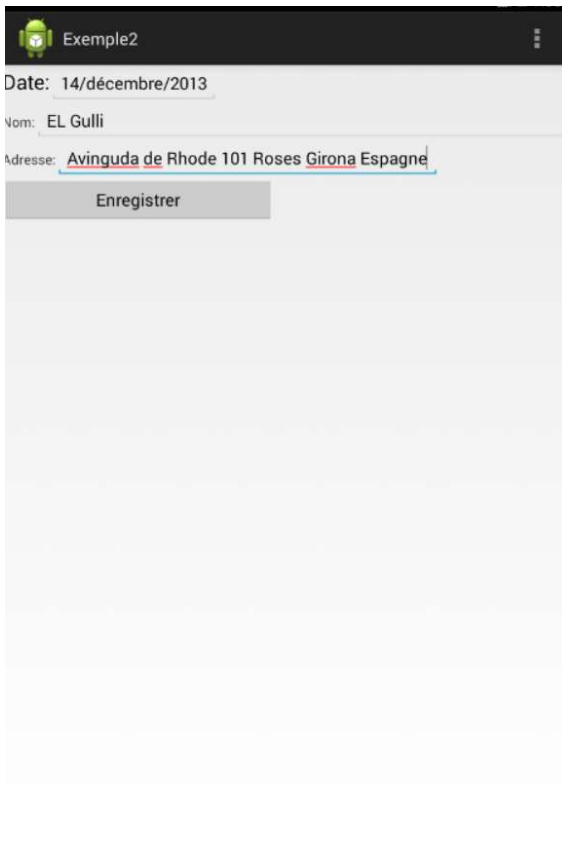 Exemple2
Date: 14/décembre/2013
Nom: EL Gulli
Adresse: Avinguda de Rhode 101 Roses Girona Espagne
Enregistrer